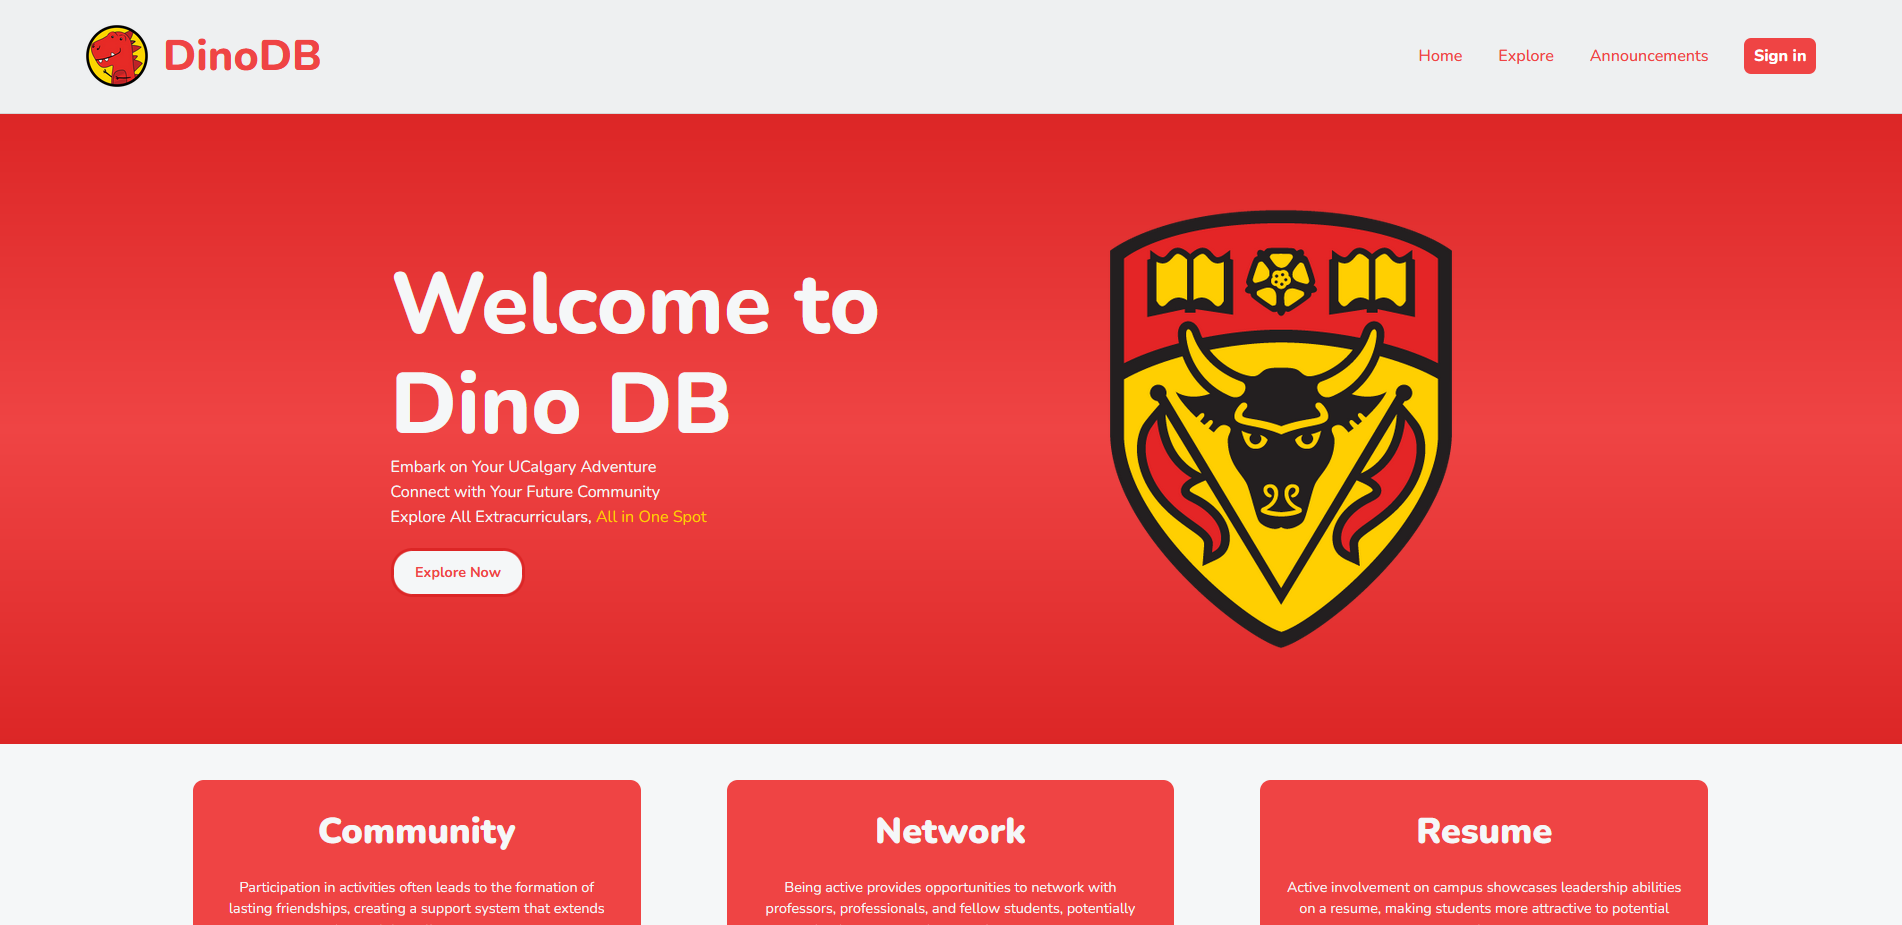 DinoDB
Home
Explore
Announcements
Sign in
Welcome to
Dino DB
Embark on Your UCalgary Adventure
Connect with Your Future Community
Explore All Extracurriculars, All in One Spot
Explore Now
Community
Participation in activities often leads to the formation of
lasting friendships, creating a support system that extends
Network
Being active provides opportunities to network with
professors, professionals, and fellow students, potentially
Resume
Active involvement on campus showcases leadership abilities
on a resume, making students more attractive to potential